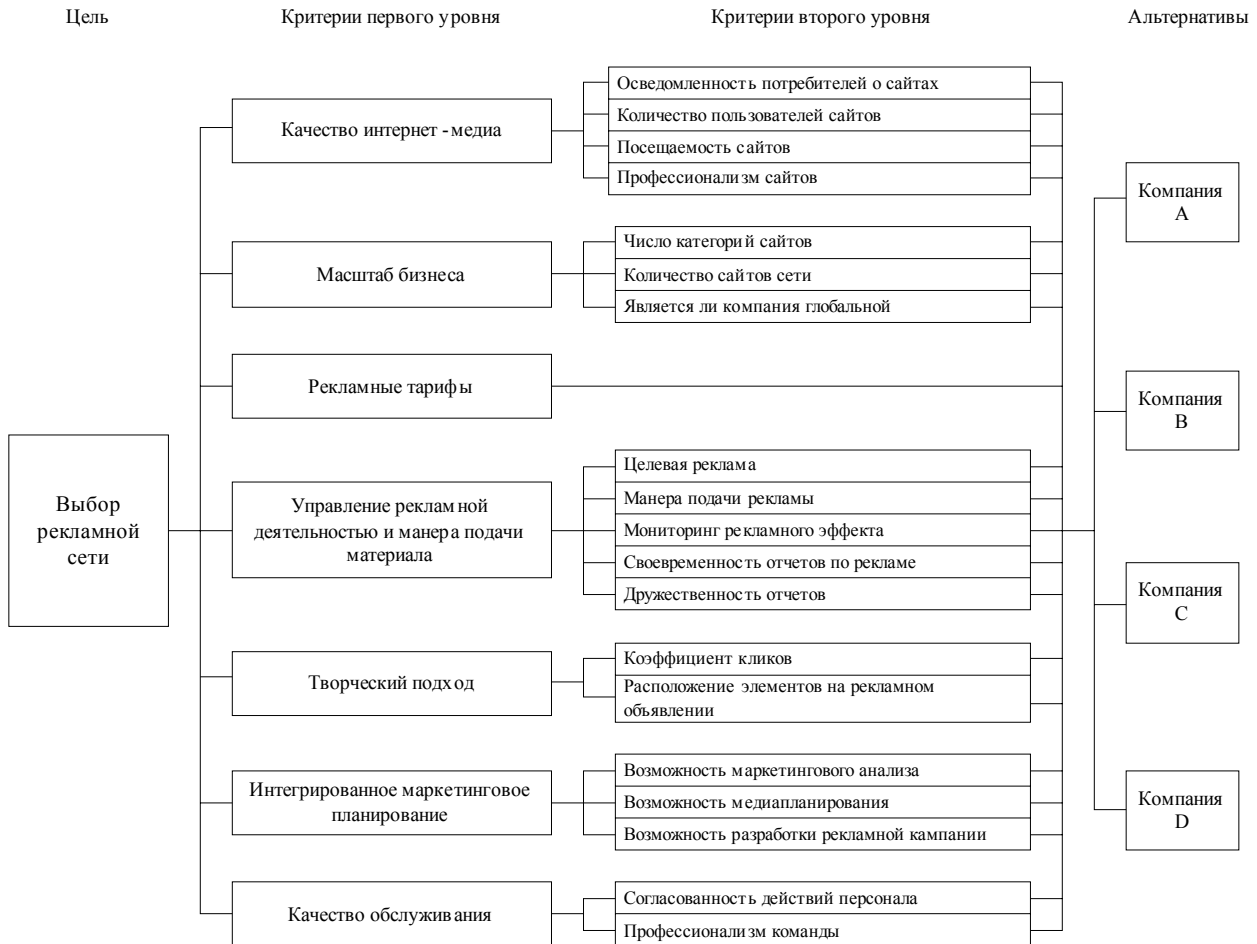 Цель
Критерии первого уровня
Критерии второго уровня
Альтернативы
Качество интернет - медиа
Осведомленность потребителей о сайтах
Количество пользователей сайтов
Посещаемость сайтов
Профессионализм сайтов
Масштаб бизнеса
Число категорий сайтов
Количество сайтов сети
Является ли компания глобальной
Рекламные тарифы
Выбор
рекламной
сети
Управление рекламной
деятельностью и манера подачи
материала
Целевая реклама
Манера подачи рекламы
Мониторинг рекламного эффекта
Своевременность отчетов по рекламе
Дружественность отчетов
Творческий подход
Коэффициент кликов
Расположение элементов на рекламном
объявлении
Интегрированное маркетинговое
планирование
Возможность маркетингового анализа
Возможность медиапланирования
Возможность разработки рекламной кампании
Качество обслуживания
Согласованность действий персонала
Профессионализм команды
Компания
A
Компания
B
Компания
C
Компания
D